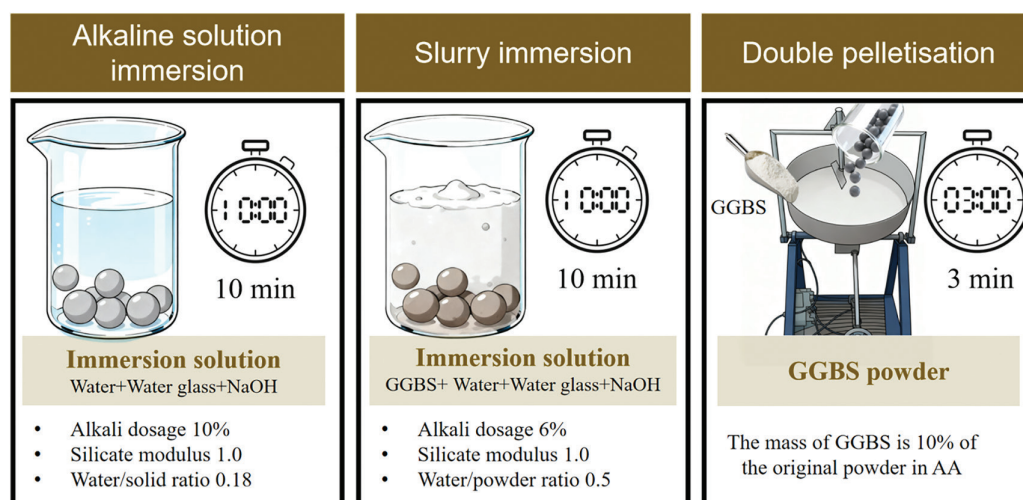 Alkaline solution
immersion
10:00
10 min
Immersion solution
Water+Water glass+NaOH
• Alkali dosage 10%
• Silicate modulus 1.0
• Water/solid ratio 0.18
Slurry immersion
10:00
10 min
Immersion solution
GGBS+ Water+Water glass+NaOH
• Alkali dosage 6%
• Silicate modulus 1.0
• Water/powder ratio 0.5
Double pelletisation
GGBS
03:00
3 min
GGBS powder
The mass of GGBS is 10% of
the original powder in AA